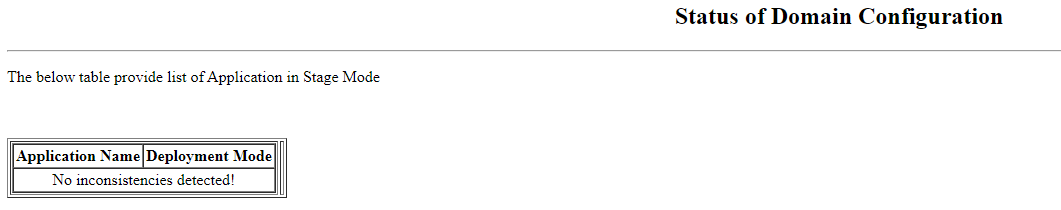 Status of Domain Configuration
The below table provide list of Application in Stage Mode
Application Name Deployment Mode
No inconsistencies detected!